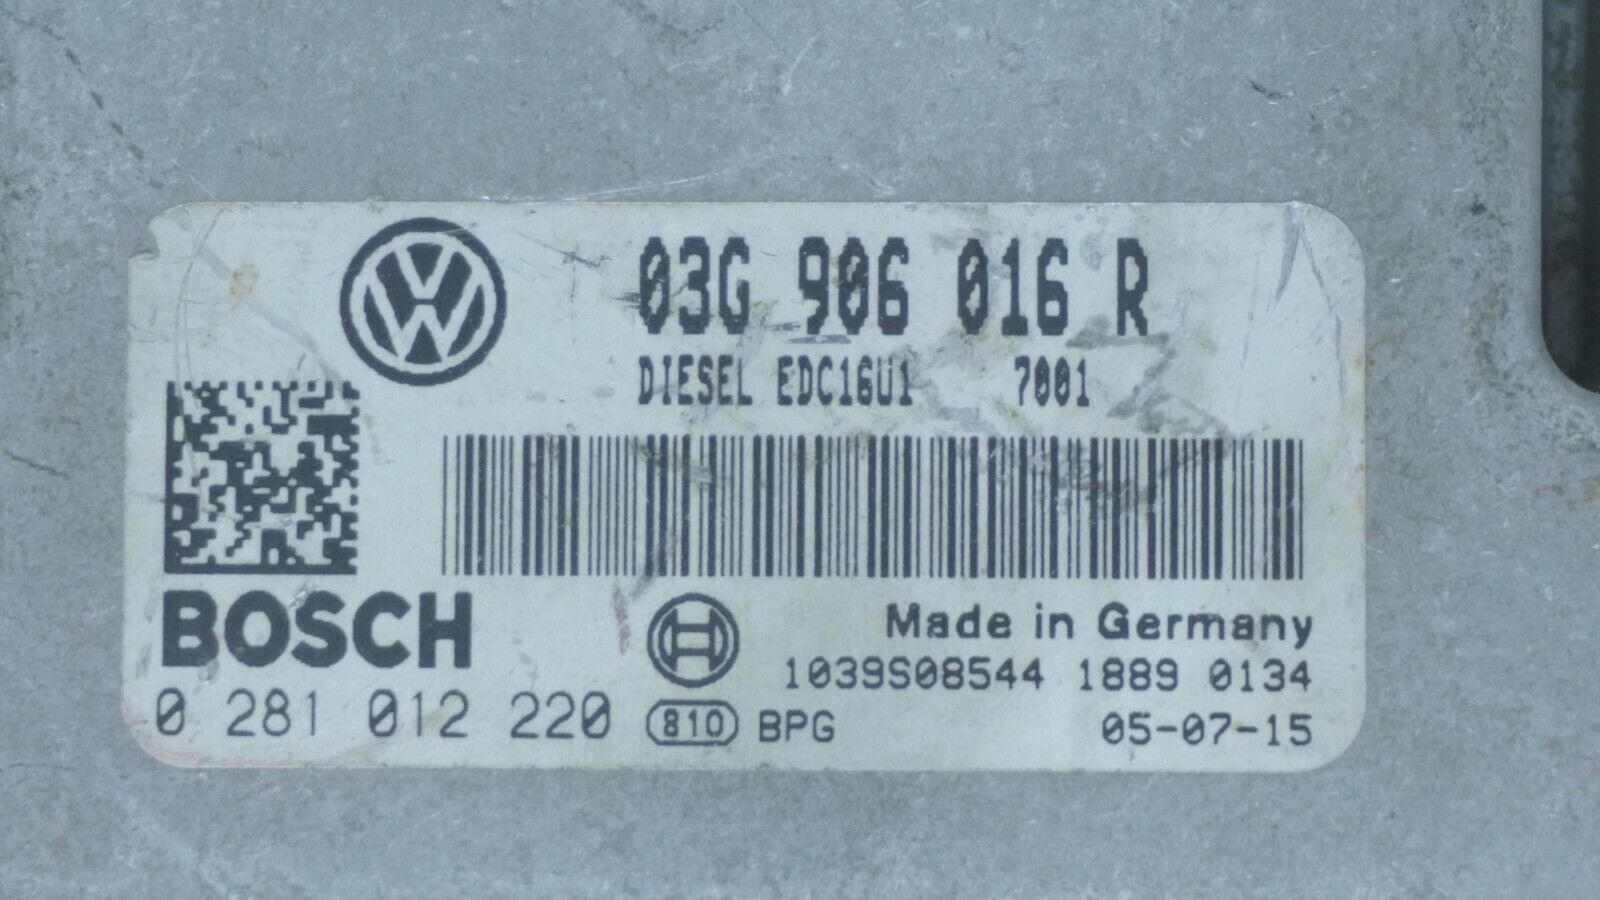 03G 906 016 R
DIESEL EDC16U1 7001
BOSCH
Made in Germany
1039S08544 1889 0134
0 281 012 220 810 BPG 05-07-15